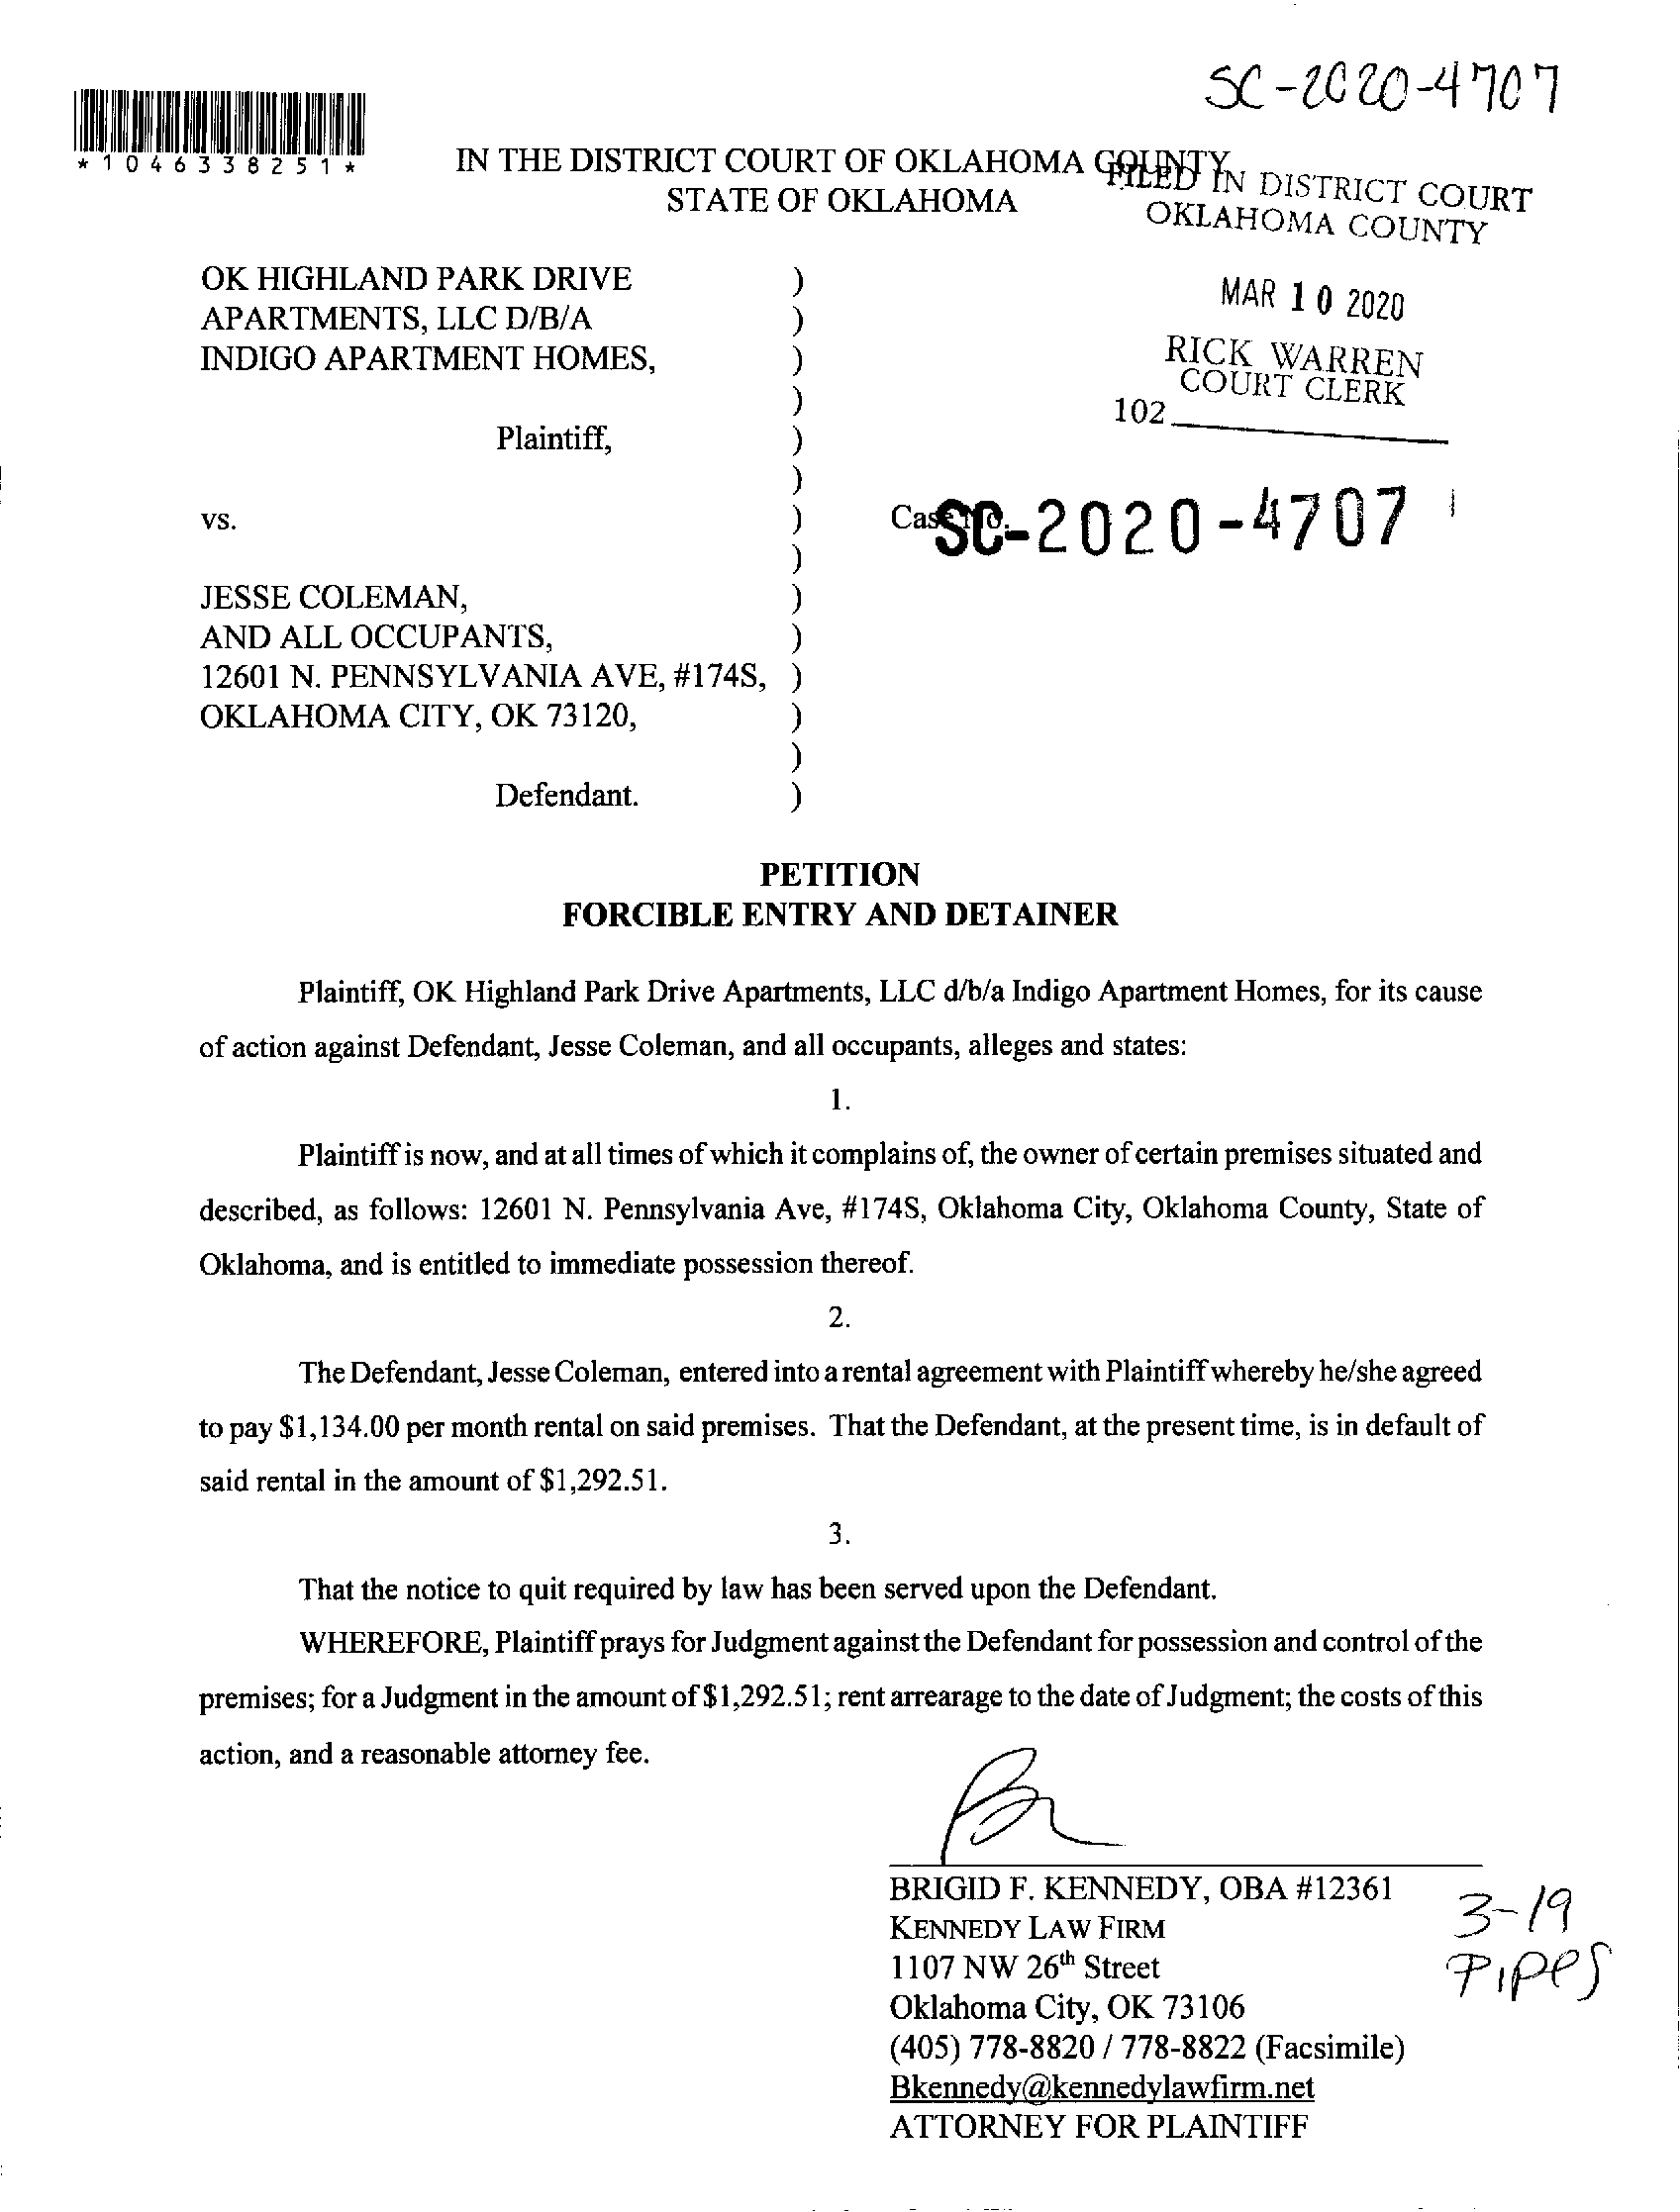 SC-2020-4707
*1046338251*
IN THE DISTRICT COURT OF OKLAHOMA COUNTY
STATE OF OKLAHOMA
FILED IN DISTRICT COURT
OKLAHOMA COUNTY
MAR 10 2020
RICK WARREN
COURT CLERK
102
OK HIGHLAND PARK DRIVE )
APARTMENTS, LLC D/B/A )
INDIGO APARTMENT HOMES, )
)
Plaintiff, )
)
vs. ) Case No. SC-2020-4707
)
JESSE COLEMAN, )
AND ALL OCCUPANTS, )
12601 N. PENNSYLVANIA AVE, #174S, )
OKLAHOMA CITY, OK 73120, )
)
Defendant. )
PETITION
FORCIBLE ENTRY AND DETAINER
Plaintiff, OK Highland Park Drive Apartments, LLC d/b/a Indigo Apartment Homes, for its cause
of action against Defendant, Jesse Coleman, and all occupants, alleges and states:
1.
Plaintiff is now, and at all times of which it complains of, the owner of certain premises situated and
described, as follows: 12601 N. Pennsylvania Ave, #174S, Oklahoma City, Oklahoma County, State of
Oklahoma, and is entitled to immediate possession thereof.
2.
The Defendant, Jesse Coleman, entered into a rental agreement with Plaintiff whereby he/she agreed
to pay $1,134.00 per month rental on said premises. That the Defendant, at the present time, is in default of
said rental in the amount of $1,292.51.
3.
That the notice to quit required by law has been served upon the Defendant.
WHEREFORE, Plaintiff prays for Judgment against the Defendant for possession and control of the
premises; for a Judgment in the amount of $1,292.51; rent arrearage to the date of Judgment; the costs of this
action, and a reasonable attorney fee.
BRIGID F. KENNEDY, OBA #12361
KENNEDY LAW FIRM
1107 NW 26th Street
Oklahoma City, OK 73106
(405) 778-8820 / 778-8822 (Facsimile)
Bkennedy@kennedylawfirm.net
ATTORNEY FOR PLAINTIFF
3-19
Pipes